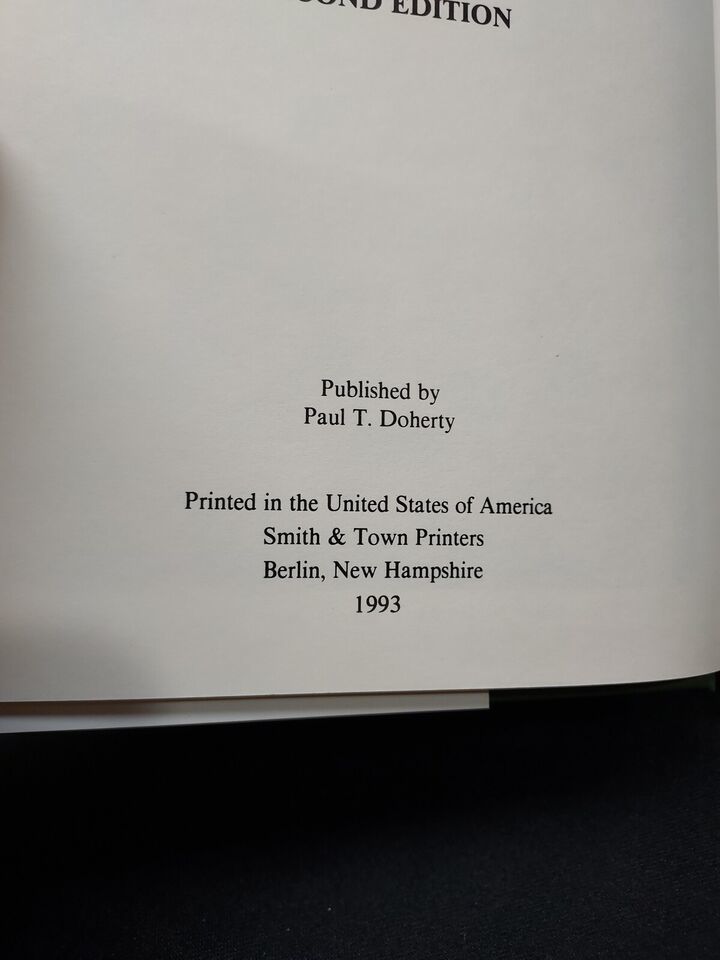 COND EDITION
Published by
Paul T. Doherty
Printed in the United States of America
Smith & Town Printers
Berlin, New Hampshire
1993